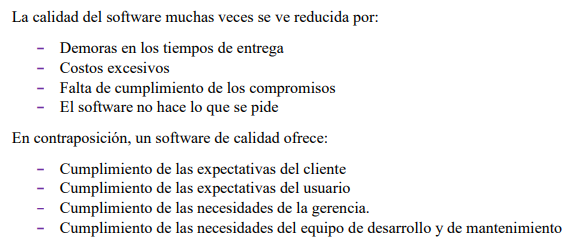 La calidad del software muchas veces se ve reducida por:
– Demoras en los tiempos de entrega
– Costos excesivos
– Falta de cumplimiento de los compromisos
– El software no hace lo que se pide
En contraposición, un software de calidad ofrece:
– Cumplimiento de las expectativas del cliente
– Cumplimiento de las expectativas del usuario
– Cumplimiento de las necesidades de la gerencia.
– Cumplimiento de las necesidades del equipo de desarrollo y de mantenimiento